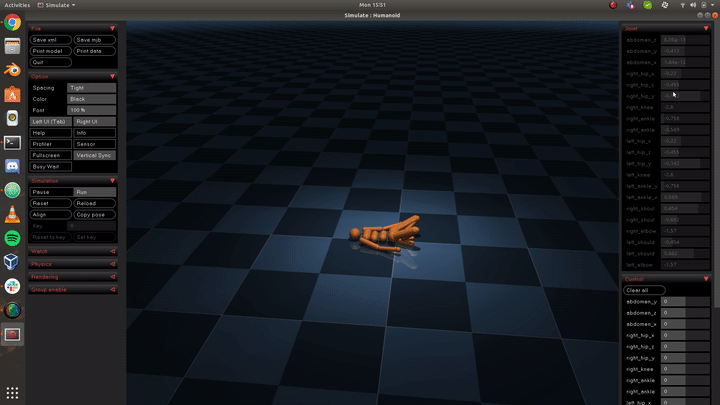 Activities
Simulate
Mon 15:51
Simulate : Humanoid
File
Save xml
Save mjb
Print model
Print data
Quit
Option
Spacing
Tight
Color
Black
Font
100 %
Left UI (Tab)
Right UI
Help
Info
Profiler
Sensor
Fullscreen
Vertical Sync
Busy Wait
Simulation
Pause
Run
Reset
Reload
Align
Copy pose
Key
0
Reset to key
Set key
Watch
Physics
Rendering
Group enable
Joint
abdomen_z
abdomen_y
abdomen_x
right_hip_x
right_hip_z
right_hip_y
right_knee
right_ankle
right_ankle
left_hip_x
left_hip_z
left_hip_y
left_knee
left_ankle_y
left_ankle_x
right_shoul
right_shoul
right_elbow
-1.57
left_should
left_should
left_elbow
-1.57
Control
Clear all
abdomen_y
0
abdomen_z
0
abdomen_x
0
right_hip_x
0
right_hip_z
0
right_hip_y
0
right_knee
0
right_ankle
0
right_ankle
0
left_hip_x
0